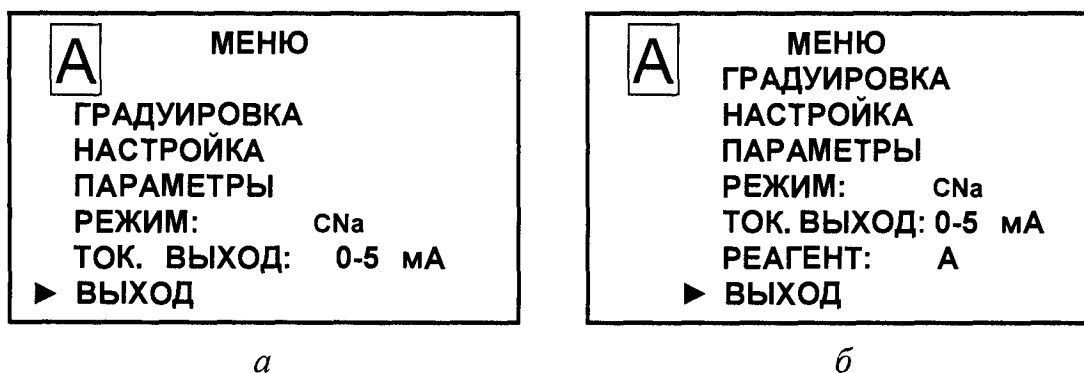 А МЕНЮ
ГРАДУИРОВКА
НАСТРОЙКА
ПАРАМЕТРЫ
РЕЖИМ: CNa
ТОК. ВЫХОД: 0-5 мА
► ВЫХОД
а
А МЕНЮ
ГРАДУИРОВКА
НАСТРОЙКА
ПАРАМЕТРЫ
РЕЖИМ: CNa
ТОК. ВЫХОД: 0-5 мА
РЕАГЕНТ: А
► ВЫХОД
б